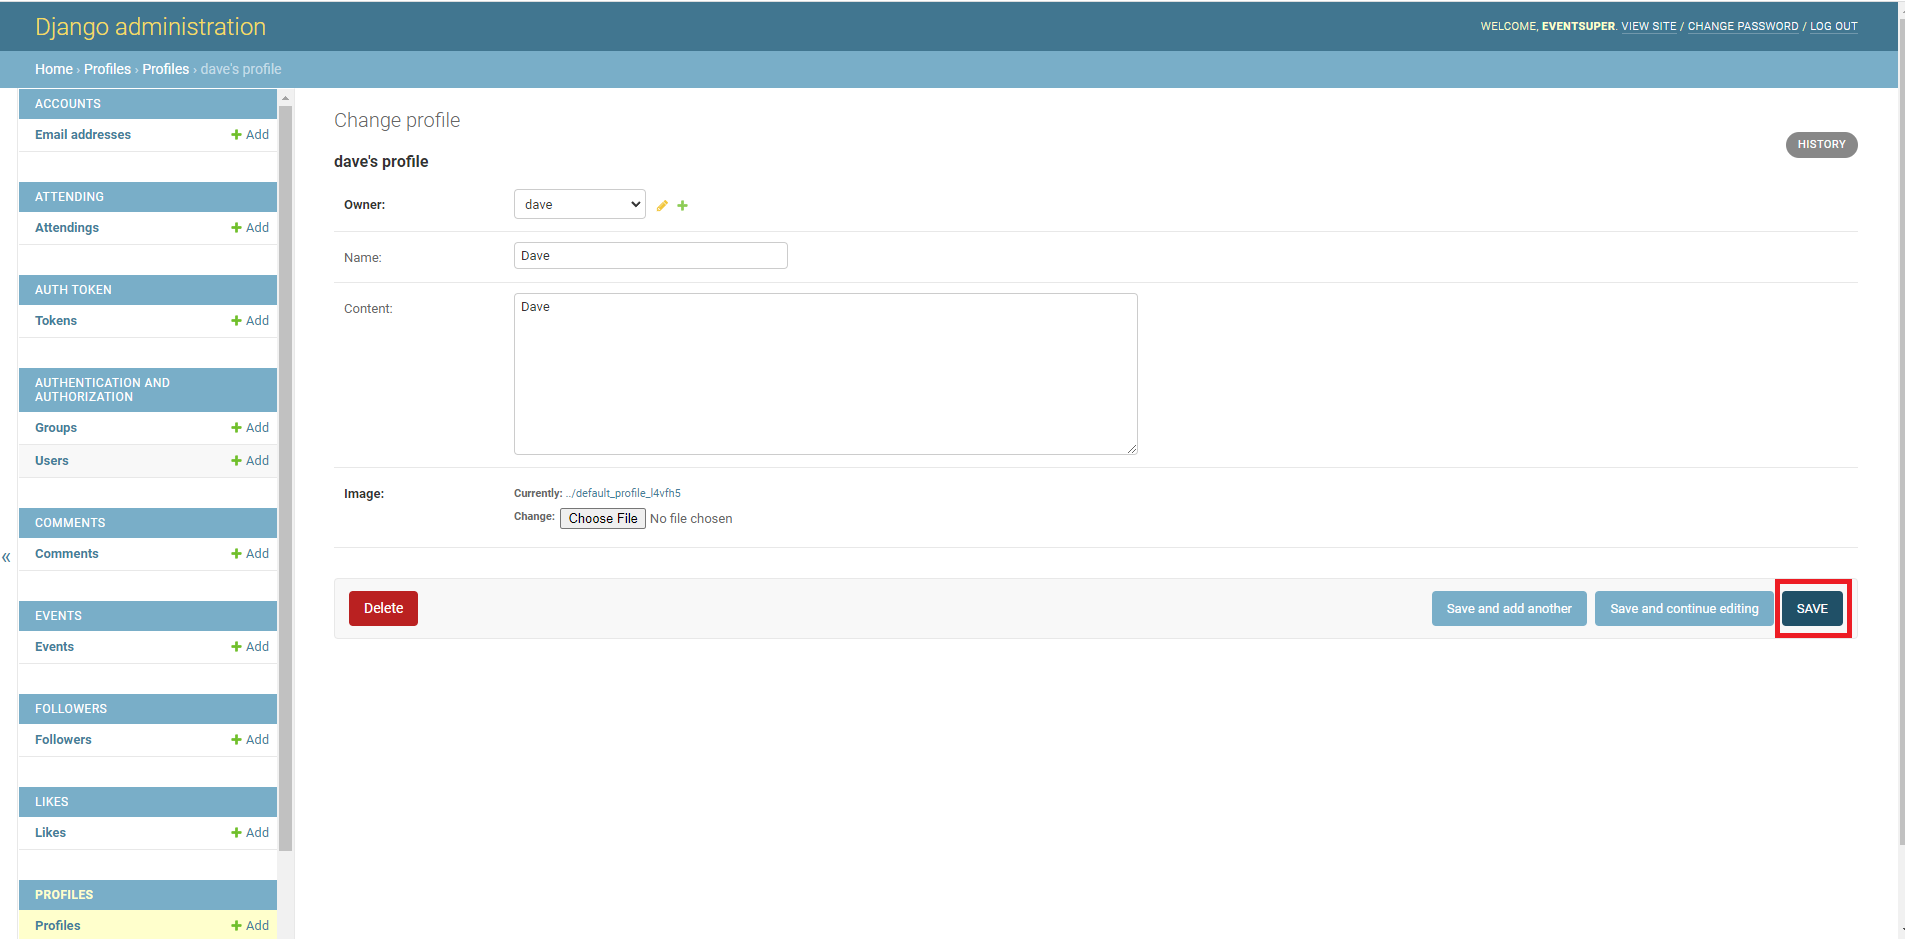 Django administration
WELCOME, EVENTSUPER. VIEW SITE / CHANGE PASSWORD / LOG OUT
Home › Profiles › Profiles › dave's profile
ACCOUNTS
Email addresses + Add
ATTENDING
Attendings + Add
AUTH TOKEN
Tokens + Add
AUTHENTICATION AND
AUTHORIZATION
Groups + Add
Users + Add
COMMENTS
Comments + Add
EVENTS
Events + Add
FOLLOWERS
Followers + Add
LIKES
Likes + Add
PROFILES
Profiles + Add
«
Change profile
HISTORY
dave's profile
Owner: dave
Name: Dave
Content: Dave
Image: Currently: ../default_profile_l4vfh5
Change: Choose File No file chosen
Delete Save and add another Save and continue editing SAVE